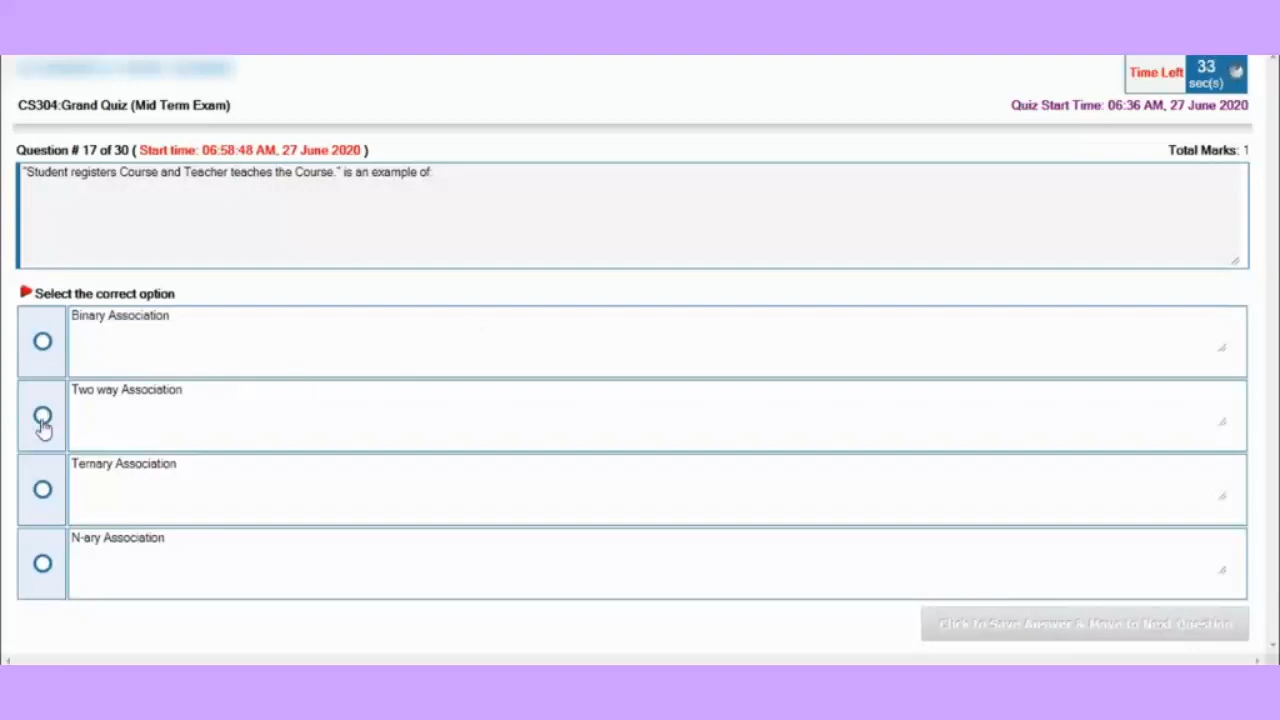 Time Left 33
sec(s)
CS304:Grand Quiz (Mid Term Exam)
Quiz Start Time: 06:36 AM, 27 June 2020
Question # 17 of 30 ( Start time: 06:58:48 AM, 27 June 2020 )
Total Marks: 1
"Student registers Course and Teacher teaches the Course." is an example of:
Select the correct option
Binary Association
Two way Association
Ternary Association
N-ary Association
Click to Save Answer & Move to Next Question